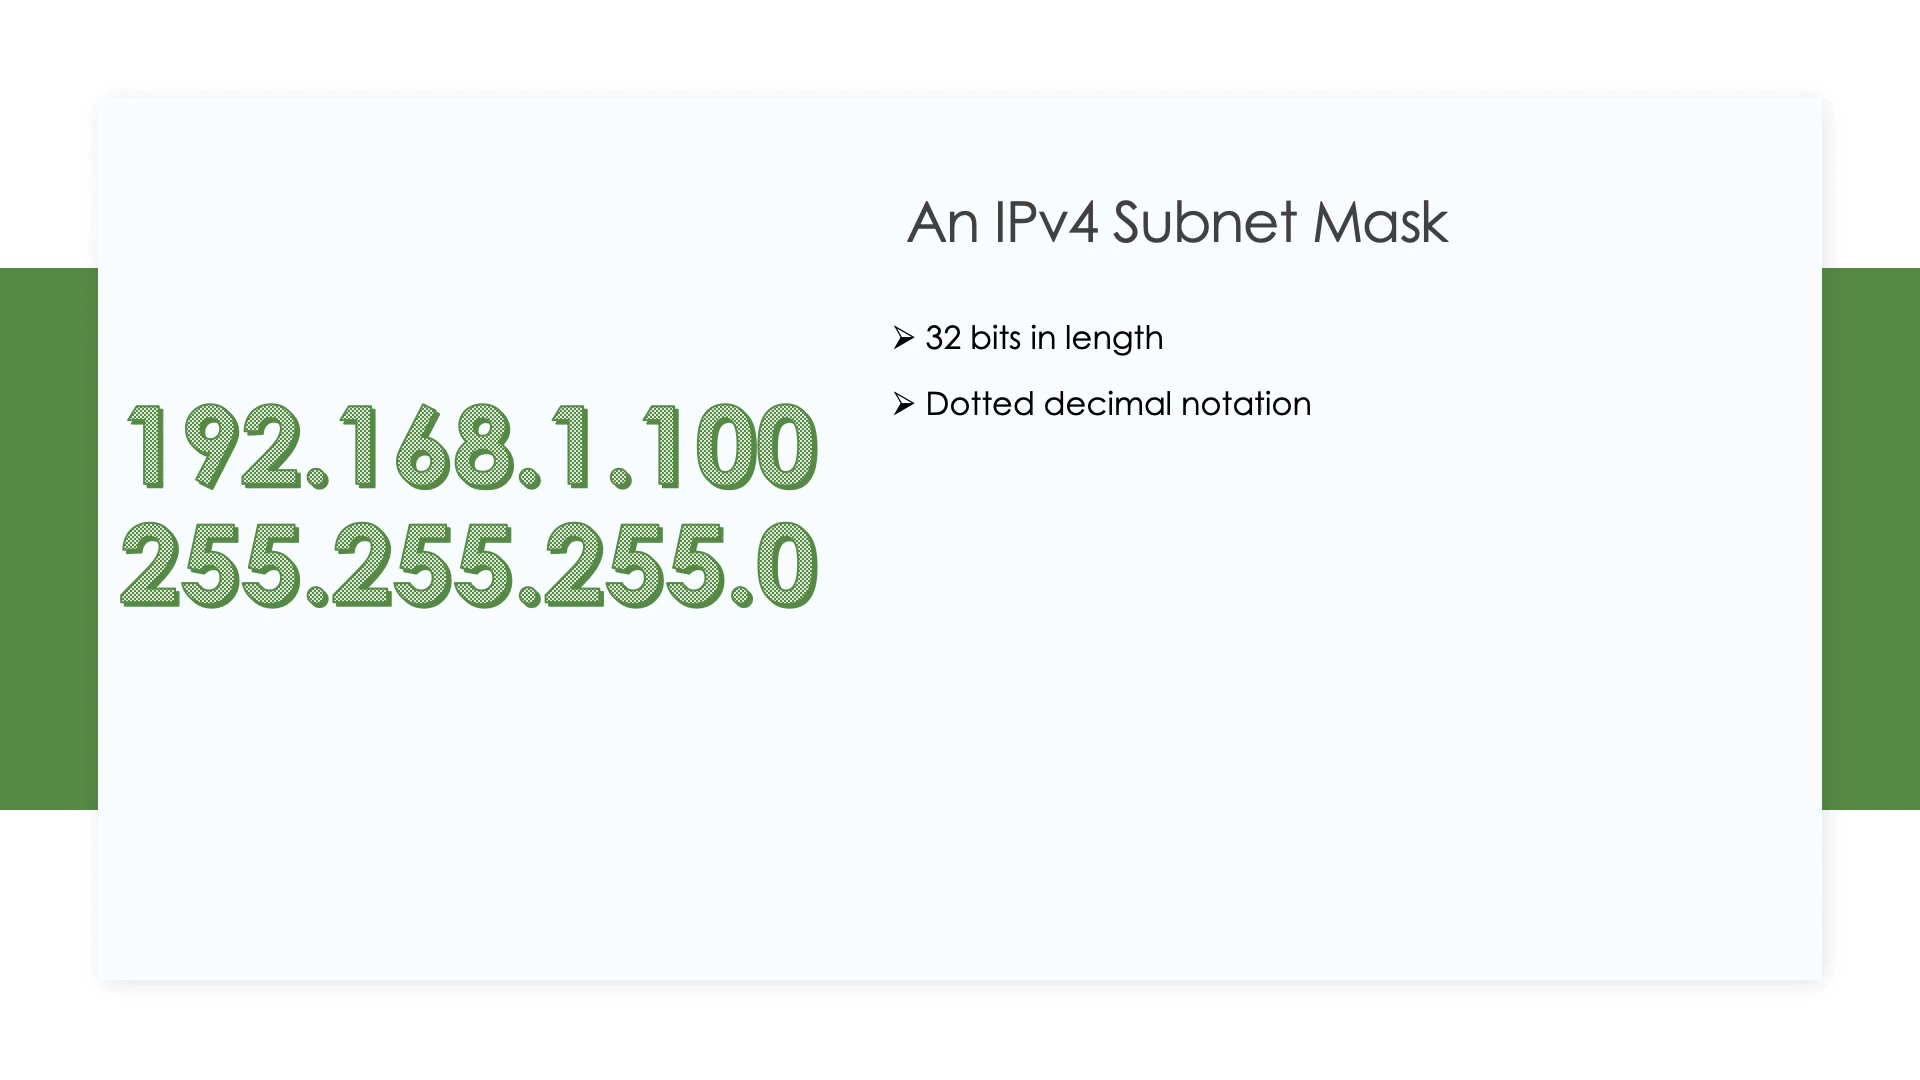 An IPv4 Subnet Mask
➢ 32 bits in length
➢ Dotted decimal notation
192.168.1.100
255.255.255.0